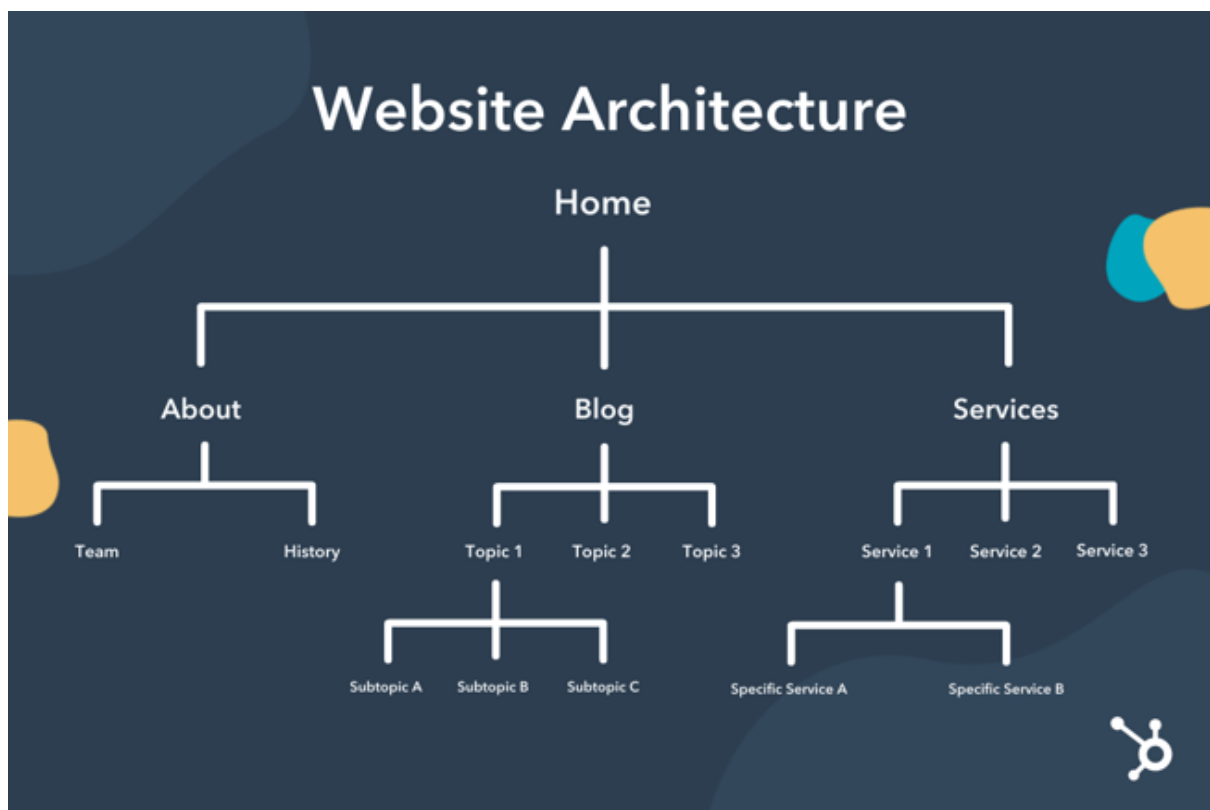 Website Architecture
Home
About Blog Services
Team History Topic 1 Topic 2 Topic 3 Service 1 Service 2 Service 3
Subtopic A Subtopic B Subtopic C Specific Service A Specific Service B